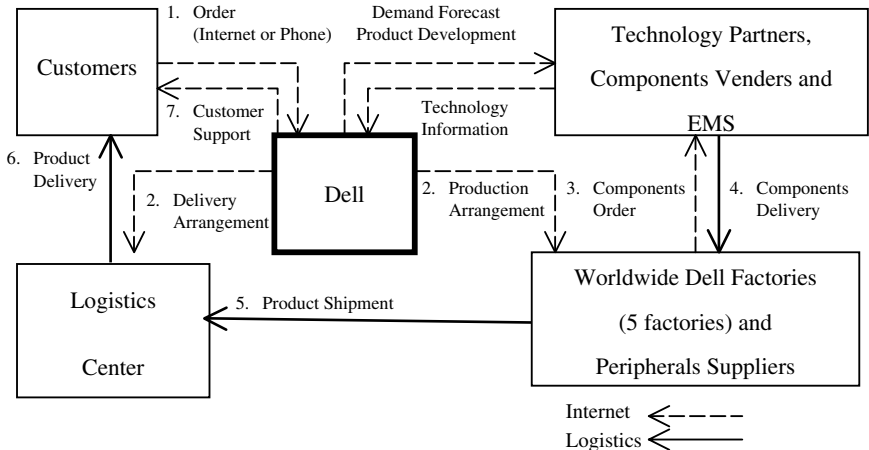 1. Order
(Internet or Phone)
Demand Forecast
Product Development
Customers
Technology Partners,
Components Venders and
EMS
7. Customer
Support
Technology
Information
6. Product
Delivery
2. Delivery
Arrangement
Dell
2. Production
Arrangement
3. Components
Order
4. Components
Delivery
Logistics
Center
5. Product Shipment
Worldwide Dell Factories
(5 factories) and
Peripherals Suppliers
Internet
Logistics